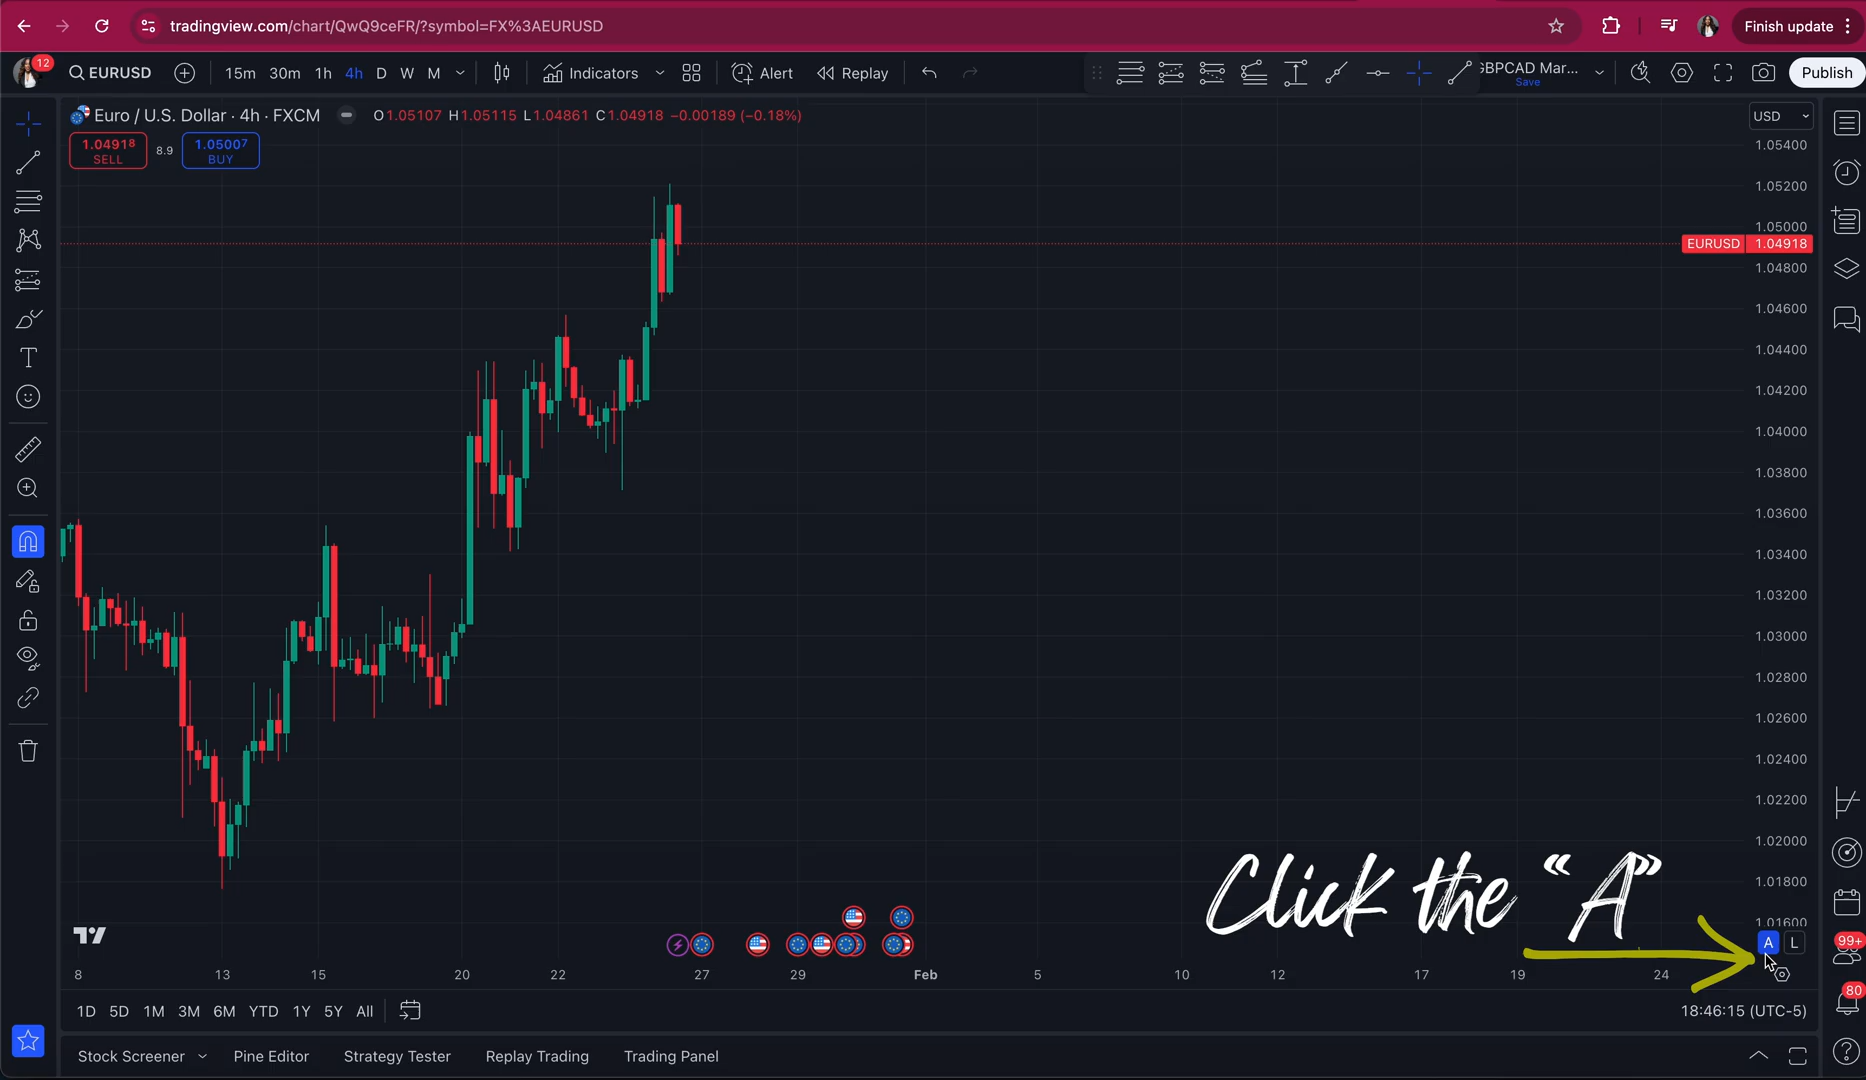 tradingview.com/chart/QwQ9ceFR/?symbol=FX%3AEURUSD
Finish update
12
EURUSD
15m 30m 1h 4h D W M
Indicators
Alert
Replay
GBPCAD Mar...
Save
Publish
Euro / U.S. Dollar · 4h · FXCM
O1.05107 H1.05115 L1.04861 C1.04918 −0.00189 (−0.18%)
USD
1.04918
SELL
8.9
1.05007
BUY
1.05400
1.05200
1.05000
EURUSD 1.04918
1.04800
1.04600
1.04400
1.04200
1.04000
1.03800
1.03600
1.03400
1.03200
1.03000
1.02800
1.02600
1.02400
1.02200
1.02000
1.01800
1.01600
Click the “A”
A L
99+
8 13 15 20 22 27 29 Feb 5 10 12 17 19 24
80
1D 5D 1M 3M 6M YTD 1Y 5Y All
18:46:15 (UTC-5)
Stock Screener Pine Editor Strategy Tester Replay Trading Trading Panel